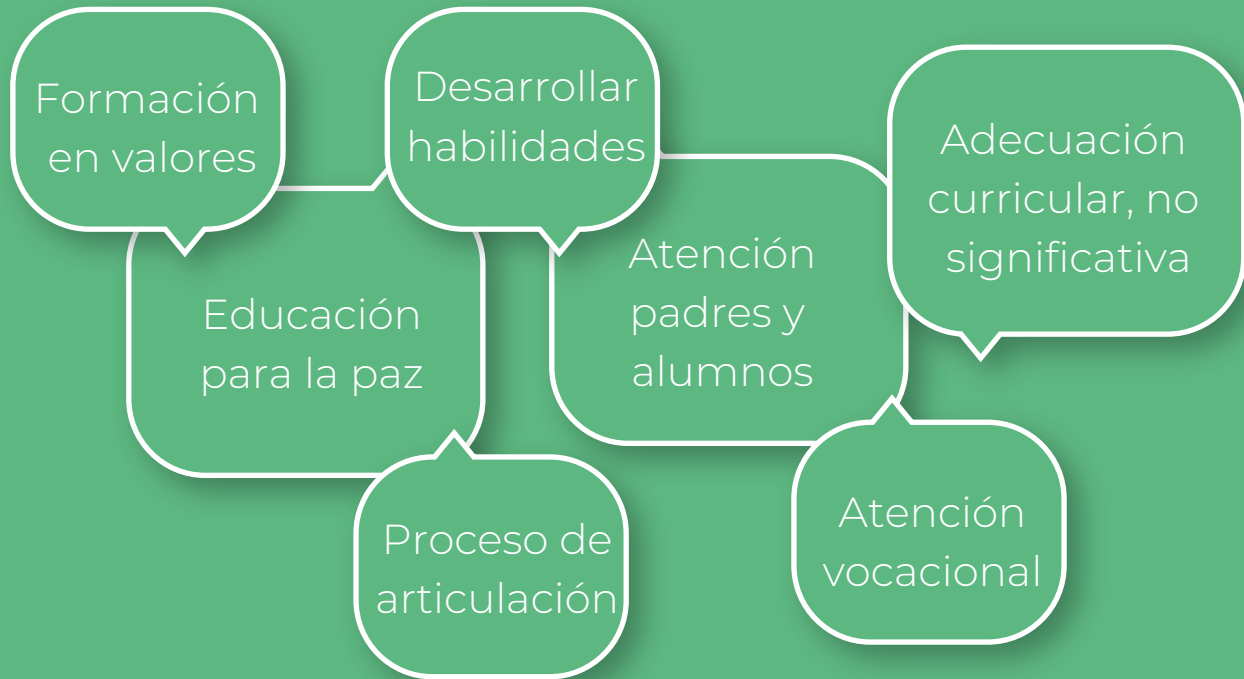 Formación
en valores
Desarrollar
habilidades
Adecuación
curricular, no
significativa
Educación
para la paz
Atención
padres y
alumnos
Proceso de
articulación
Atención
vocacional